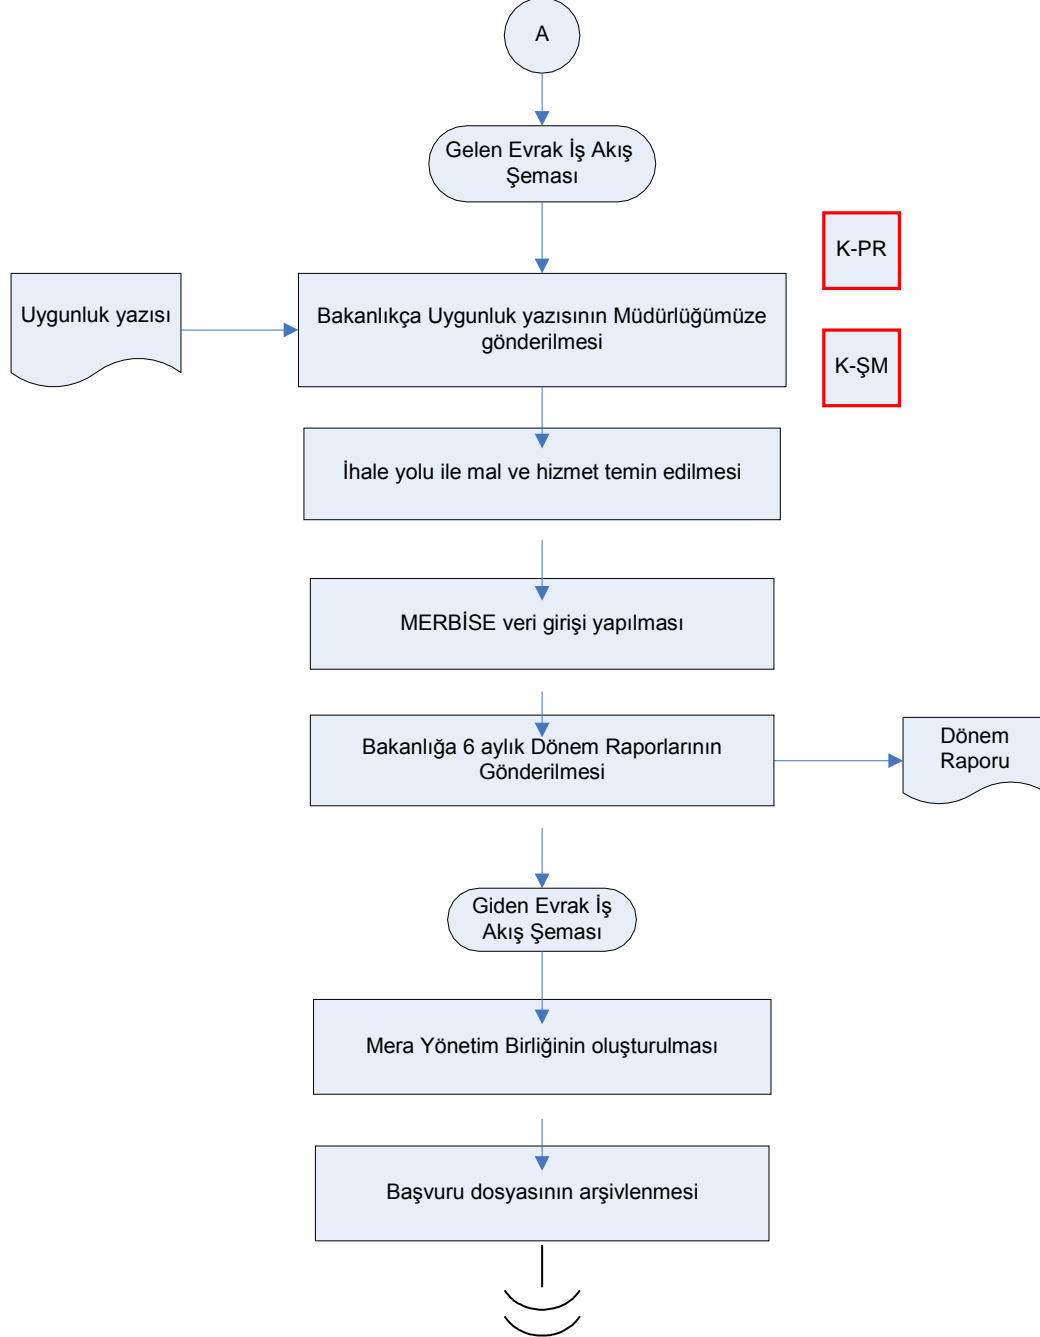 A
Gelen Evrak İş Akış
Şeması
K-PR
Uygunluk yazısı
Bakanlıkça Uygunluk yazısının Müdürlüğümüze
gönderilmesi
K-ŞM
İhale yolu ile mal ve hizmet temin edilmesi
MERBİSE veri girişi yapılması
Bakanlığa 6 aylık Dönem Raporlarının
Gönderilmesi
Dönem
Raporu
Giden Evrak İş
Akış Şeması
Mera Yönetim Birliğinin oluşturulması
Başvuru dosyasının arşivlenmesi